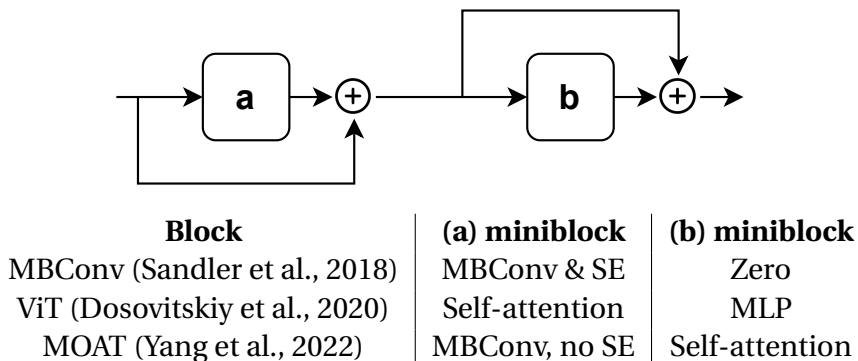 a
b
Block (a) miniblock (b) miniblock
MBConv (Sandler et al., 2018) MBConv & SE Zero
ViT (Dosovitskiy et al., 2020) Self-attention MLP
MOAT (Yang et al., 2022) MBConv, no SE Self-attention